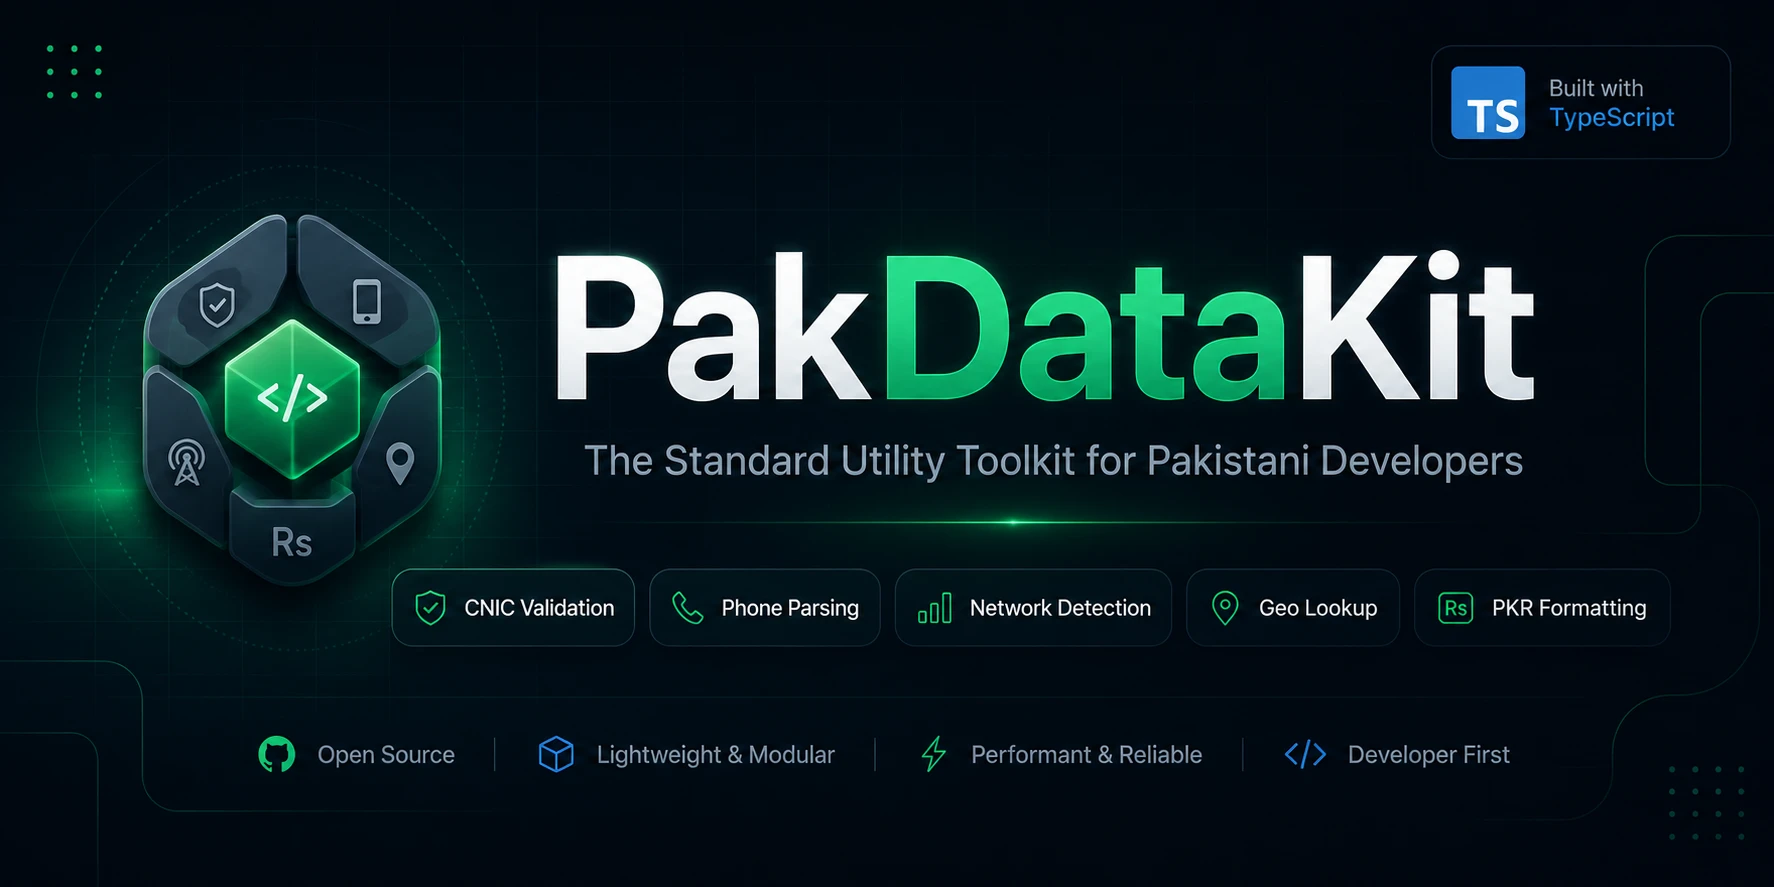 TS
Built with
TypeScript
PakDataKit
The Standard Utility Toolkit for Pakistani Developers
</>
Rs
CNIC Validation
Phone Parsing
Network Detection
Geo Lookup
Rs
PKR Formatting
Open Source
Lightweight & Modular
Performant & Reliable
</>
Developer First